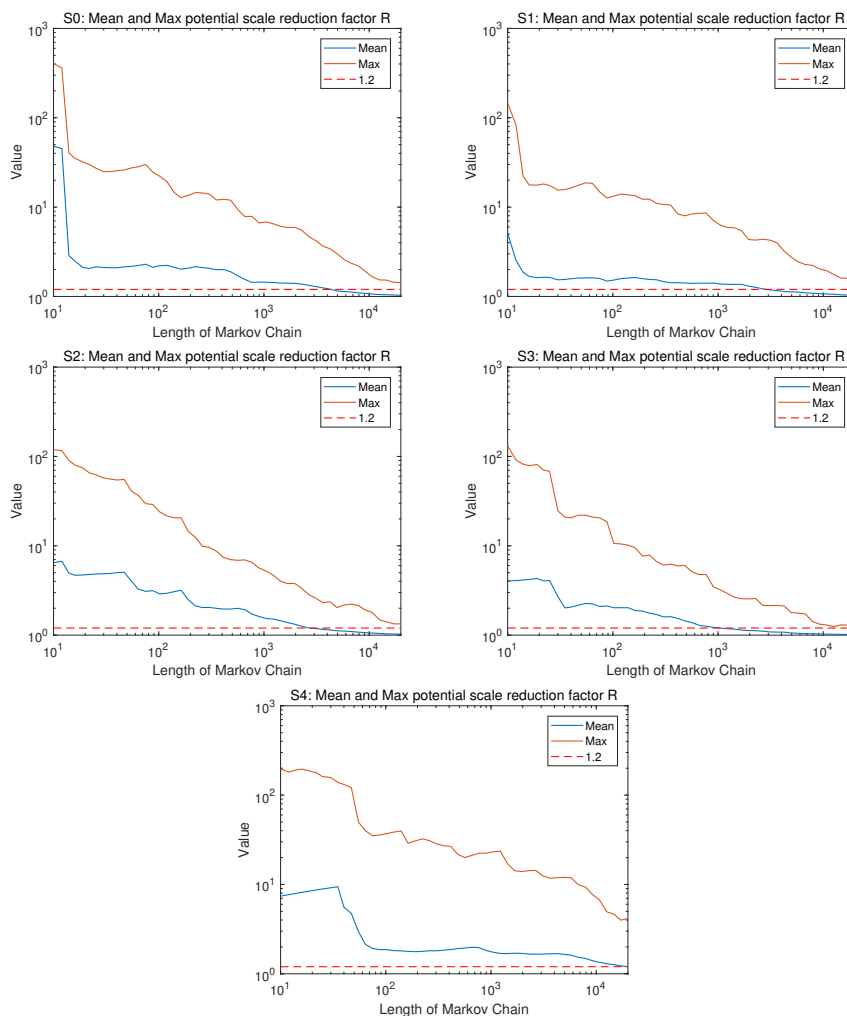 S0: Mean and Max potential scale reduction factor R
10^3
10^2
10^1
10^0
Value
Mean
Max
1.2
10^1
10^2
10^3
10^4
Length of Markov Chain
S1: Mean and Max potential scale reduction factor R
10^3
10^2
10^1
10^0
Value
Mean
Max
1.2
10^1
10^2
10^3
10^4
Length of Markov Chain
S2: Mean and Max potential scale reduction factor R
10^3
10^2
10^1
10^0
Value
Mean
Max
1.2
10^1
10^2
10^3
10^4
Length of Markov Chain
S3: Mean and Max potential scale reduction factor R
10^3
10^2
10^1
10^0
Value
Mean
Max
1.2
10^1
10^2
10^3
10^4
Length of Markov Chain
S4: Mean and Max potential scale reduction factor R
10^3
10^2
10^1
10^0
Value
Mean
Max
1.2
10^1
10^2
10^3
10^4
Length of Markov Chain